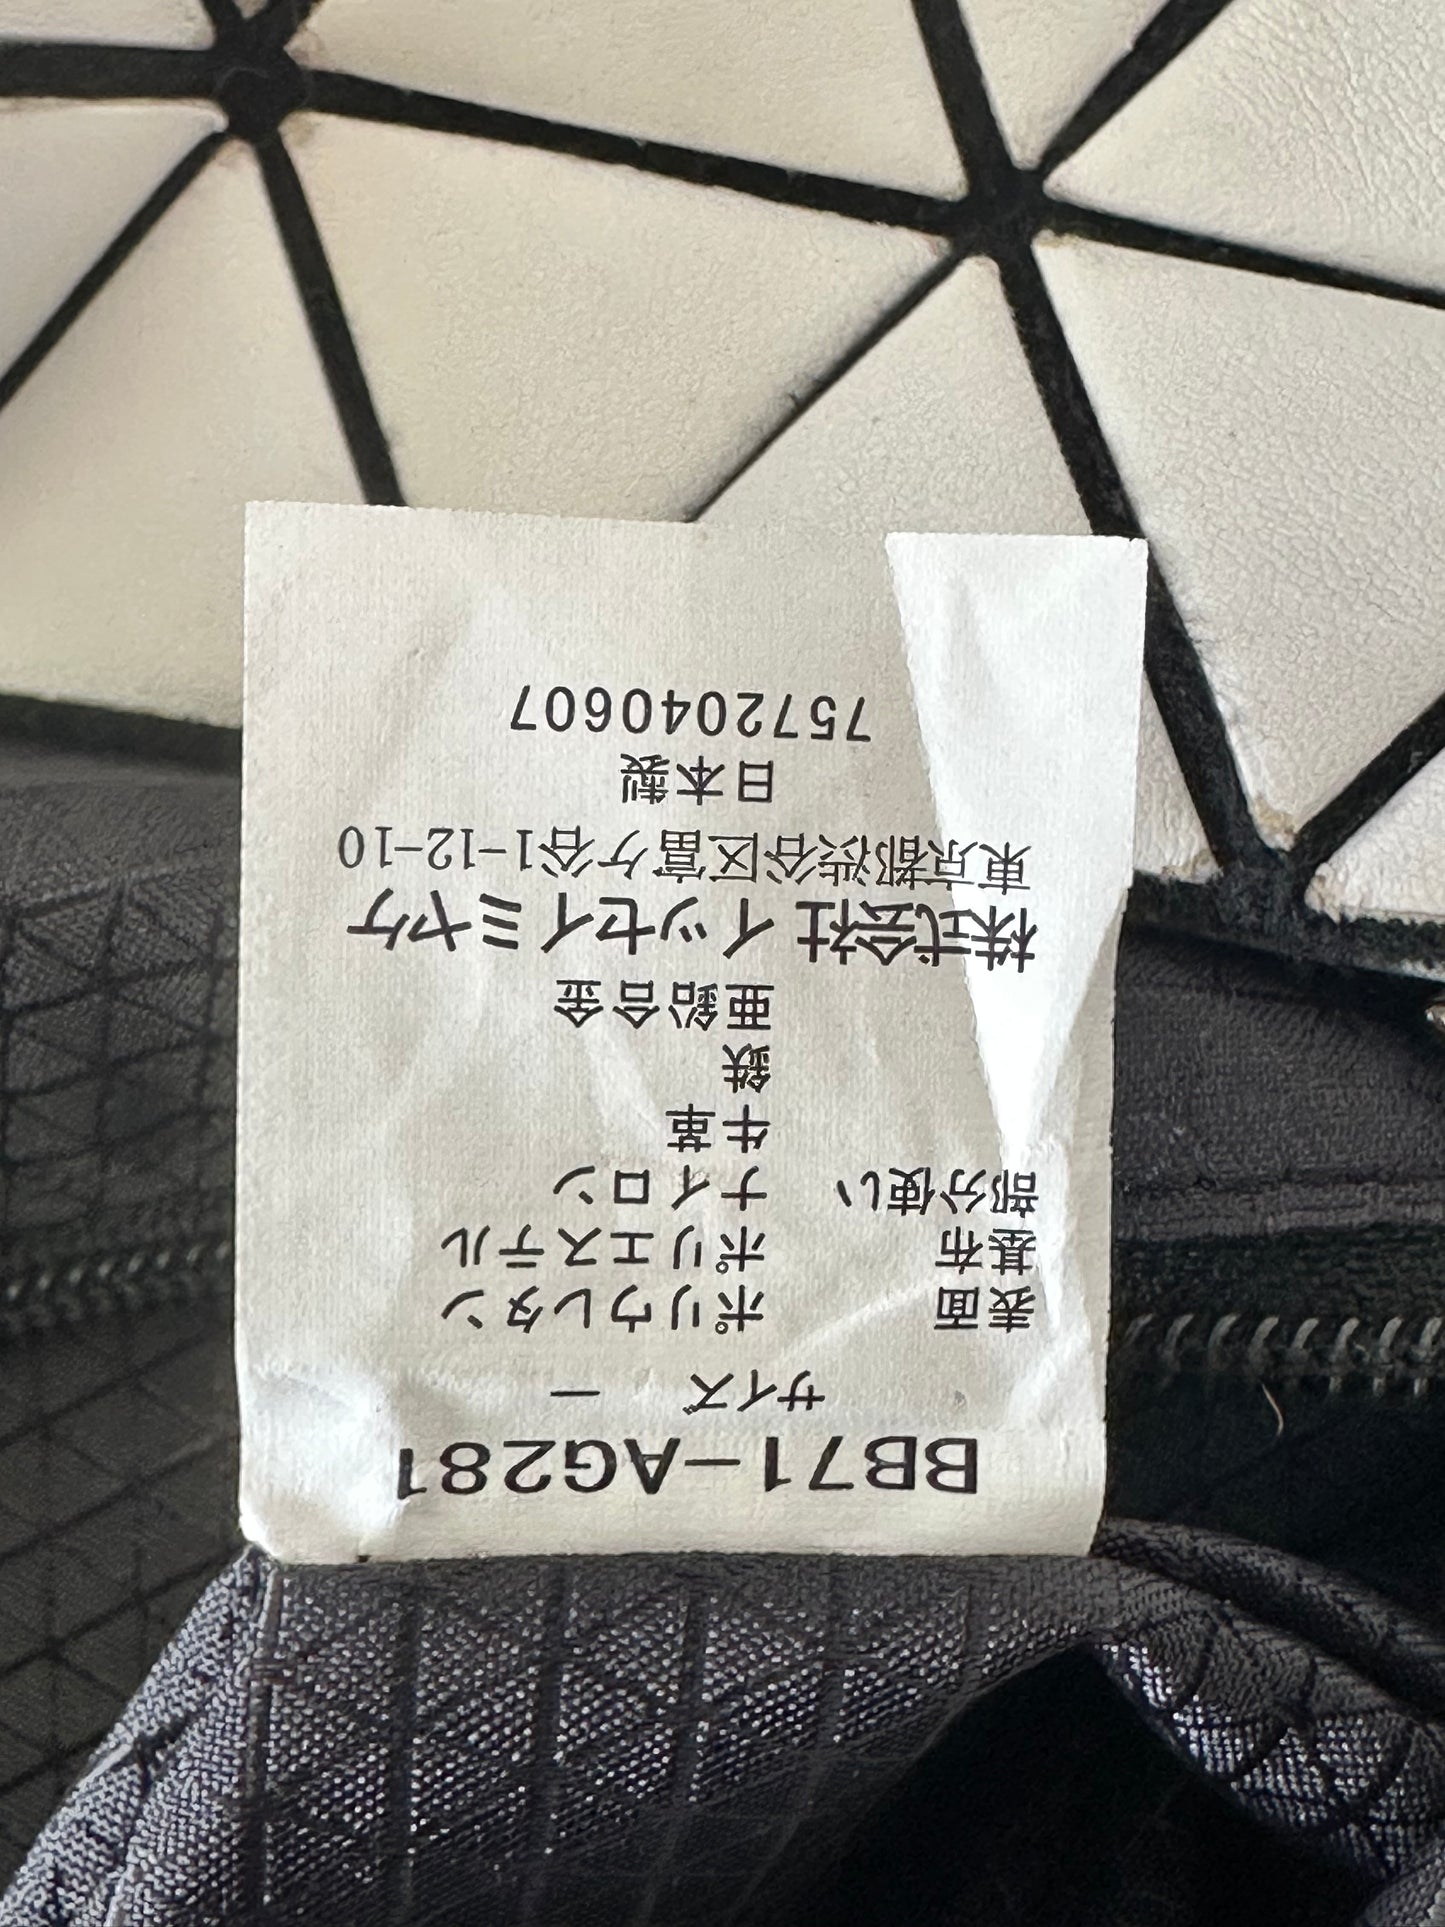 BB71-AG281
サイズ ー
表面 ポリウレタン
基布 ポリエステル
部分使い ナイロン
牛革
鉄
亜鉛合金
株式会社 イッセイミヤケ
東京都渋谷区富ケ谷1-12-10
日本製
7572040607